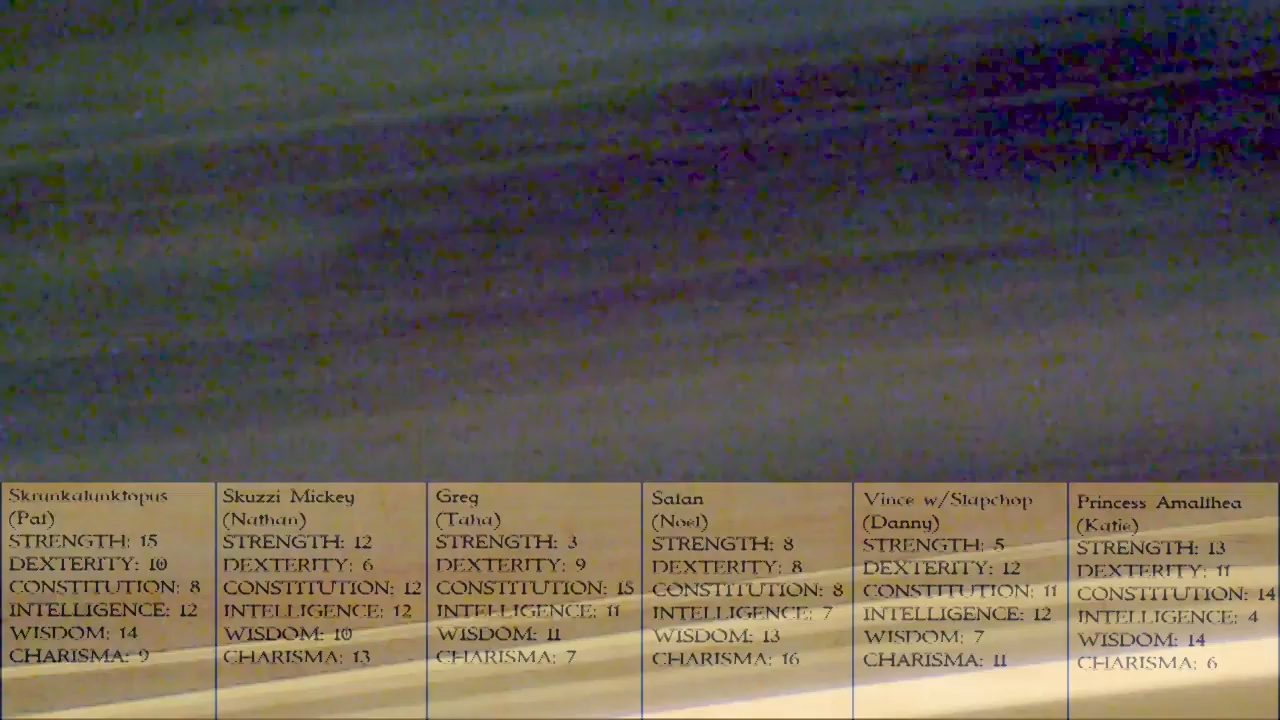 Skrunkalunktopus
(Pat)
STRENGTH: 15
DEXTERITY: 10
CONSTITUTION: 8
INTELLIGENCE: 12
WISDOM: 14
CHARISMA: 9
Skuzzi Mickey
(Nathan)
STRENGTH: 12
DEXTERITY: 6
CONSTITUTION: 12
INTELLIGENCE: 12
WISDOM: 10
CHARISMA: 13
Greg
(Taha)
STRENGTH: 3
DEXTERITY: 9
CONSTITUTION: 15
INTELLIGENCE: 11
WISDOM: 11
CHARISMA: 7
Satan
(Noel)
STRENGTH: 8
DEXTERITY: 8
CONSTITUTION: 8
INTELLIGENCE: 7
WISDOM: 13
CHARISMA: 16
Vince w/Slapchop
(Danny)
STRENGTH: 5
DEXTERITY: 12
CONSTITUTION: 11
INTELLIGENCE: 12
WISDOM: 7
CHARISMA: 11
Princess Amalthea
(Katie)
STRENGTH: 13
DEXTERITY: 11
CONSTITUTION: 14
INTELLIGENCE: 4
WISDOM: 14
CHARISMA: 6